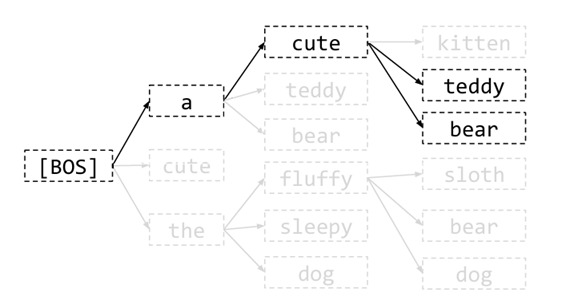 cute
kitten
teddy
teddy
a
bear
bear
[BOS]
cute
fluffy
sloth
the
sleepy
bear
dog
dog